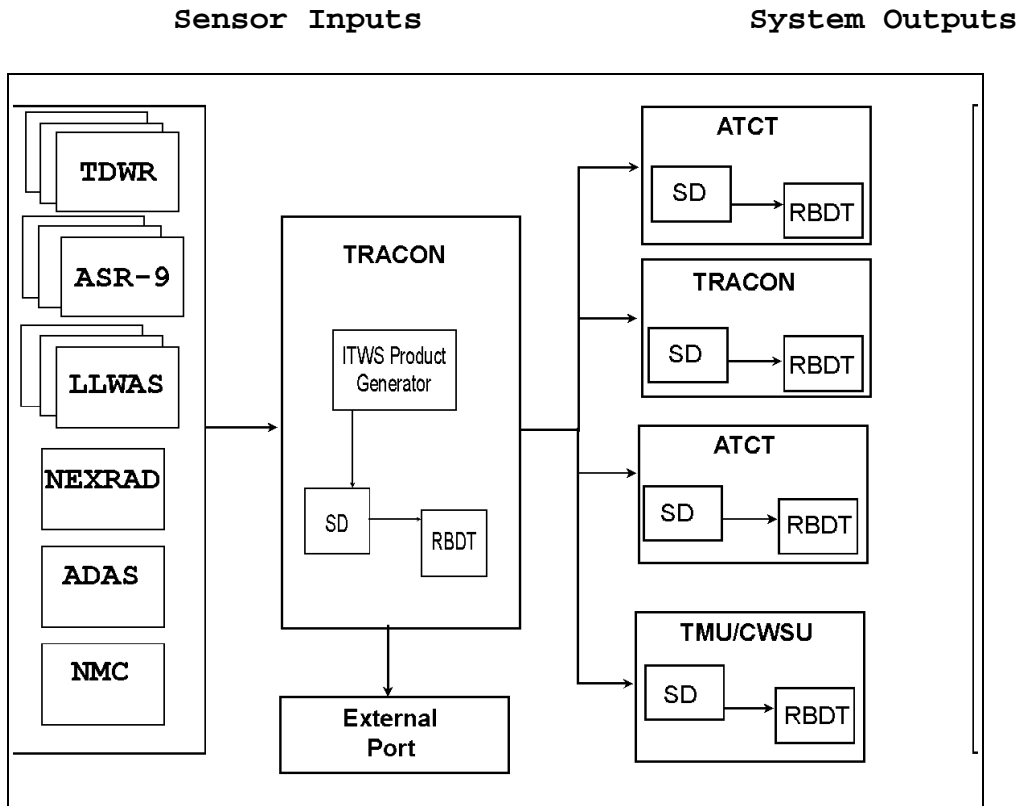 Sensor Inputs
System Outputs
TDWR
ASR-9
LLWAS
NEXRAD
ADAS
NMC
TRACON
ITWS Product
Generator
SD
RBDT
External
Port
ATCT
SD
RBDT
TRACON
SD
RBDT
ATCT
SD
RBDT
TMU/CWSU
SD
RBDT